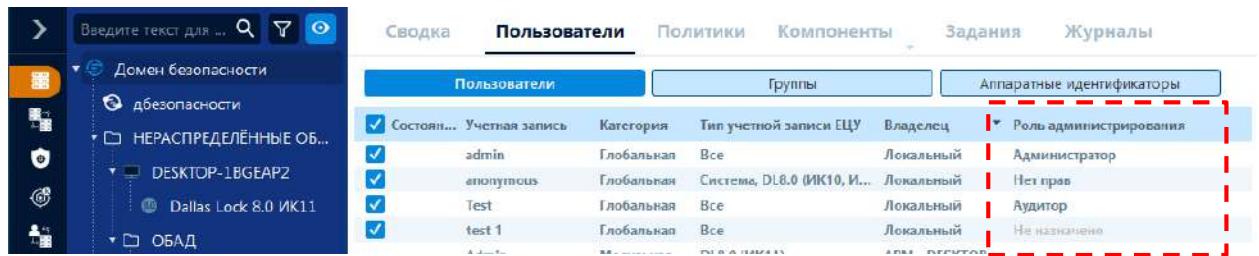 Введите текст для ...
Домен безопасности
дбезопасности
НЕРАСПРЕДЕЛЁННЫЕ ОБ...
DESKTOP-1BGEAP2
Dallas Lock 8.0 ИК11
ОБАД
Сводка Пользователи Политики Компоненты Задания Журналы
Пользователи Группы Аппаратные идентификаторы
Состоян... Учетная запись Категория Тип учетной записи ЕЦУ Владелец Роль администрирования
admin Глобальная Все Локальный Администратор
anonymous Глобальная Система, DL8.0 (ИК10, И... Локальный Нет прав
Test Глобальная Все Локальный Аудитор
test 1 Глобальная Все Локальный Не назначено